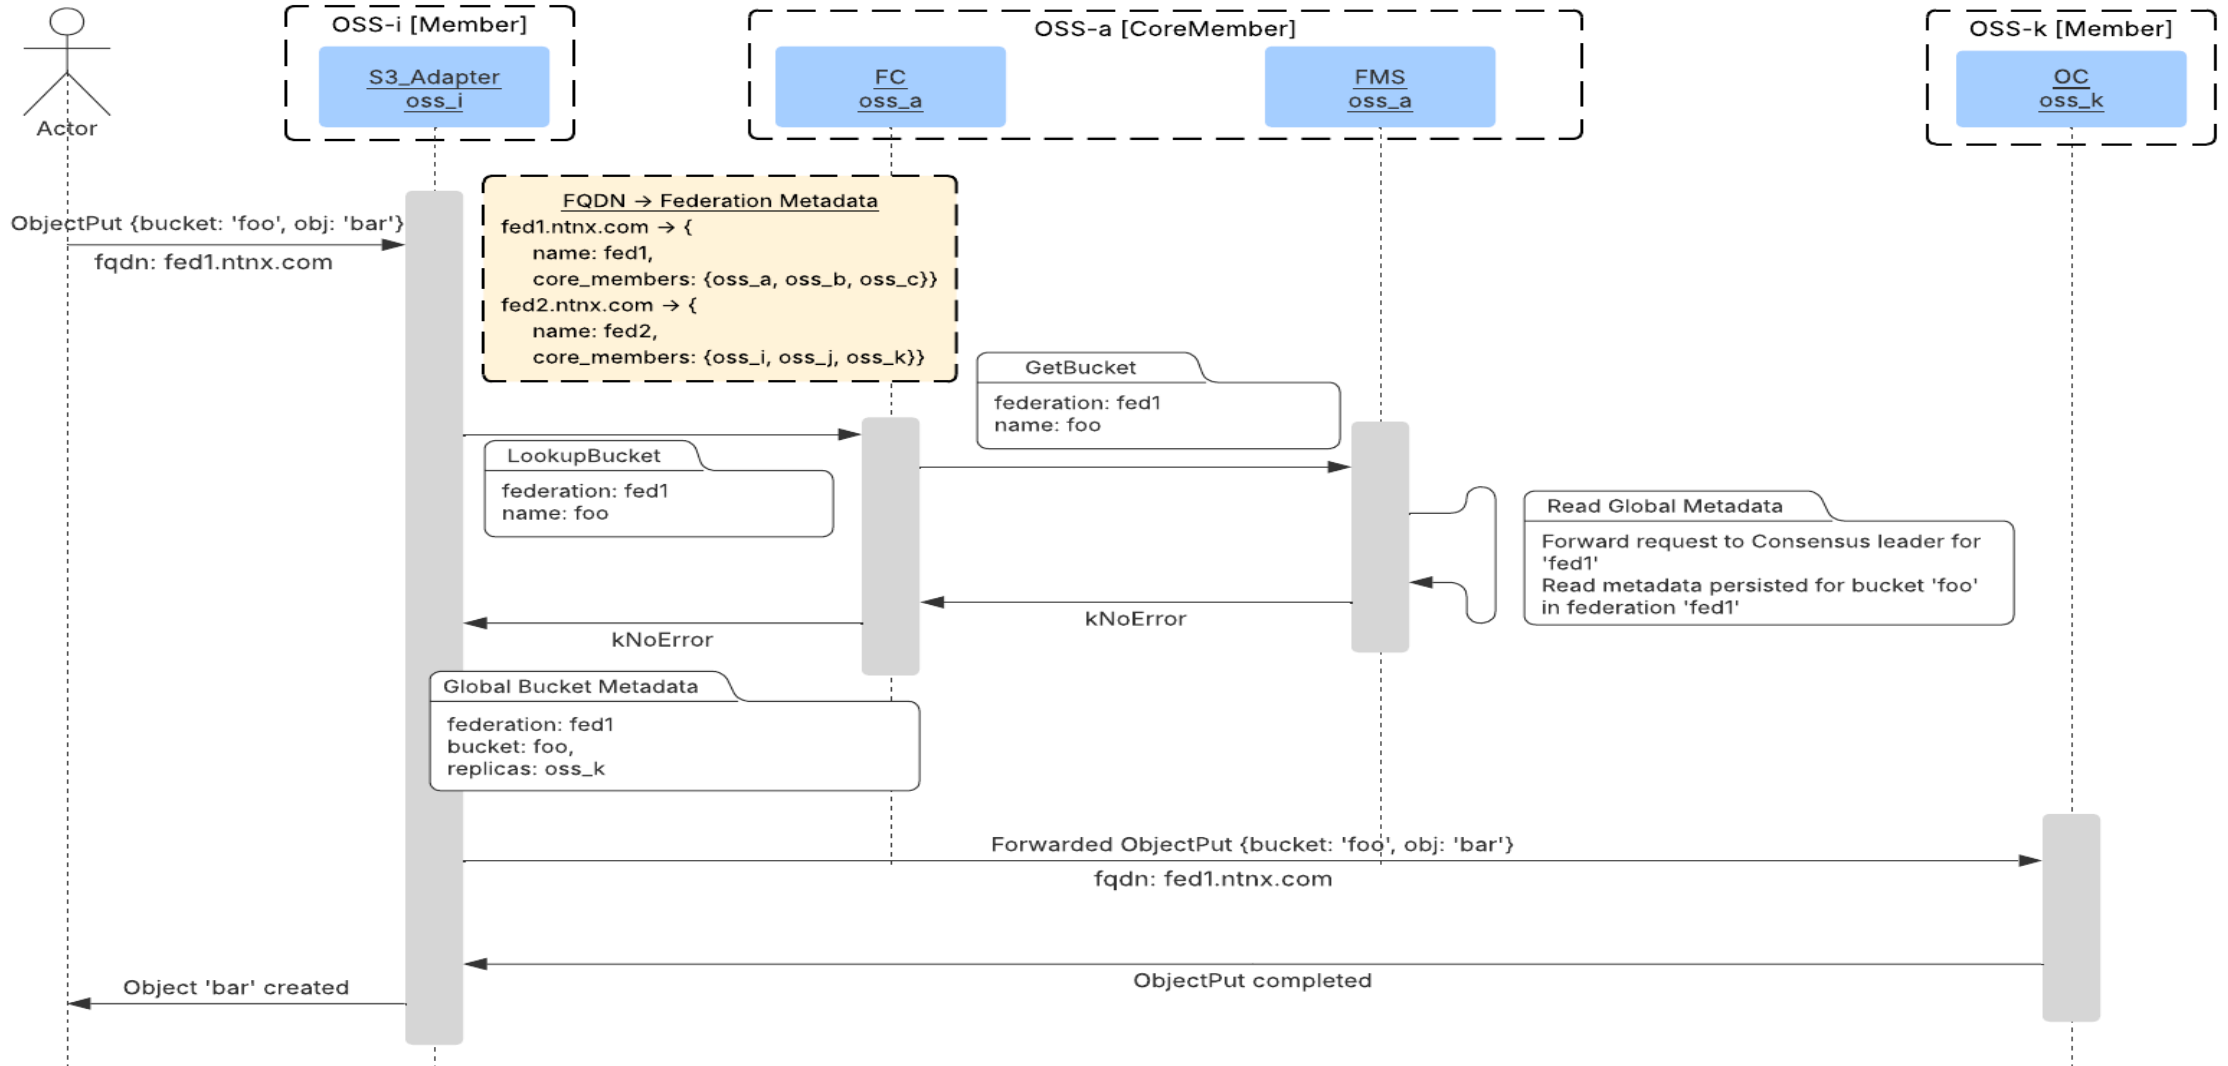 OSS-i [Member]
OSS-a [CoreMember]
OSS-k [Member]
S3_Adapter
oss_i
FC
oss_a
FMS
oss_a
OC
oss_k
Actor
ObjectPut {bucket: 'foo', obj: 'bar'}
fqdn: fed1.ntnx.com
FQDN → Federation Metadata
fed1.ntnx.com → {
name: fed1,
core_members: {oss_a, oss_b, oss_c}}
fed2.ntnx.com → {
name: fed2,
core_members: {oss_i, oss_j, oss_k}}
GetBucket
federation: fed1
name: foo
LookupBucket
federation: fed1
name: foo
Read Global Metadata
Forward request to Consensus leader for
'fed1'
Read metadata persisted for bucket 'foo'
in federation 'fed1'
kNoError
kNoError
Global Bucket Metadata
federation: fed1
bucket: foo,
replicas: oss_k
Forwarded ObjectPut {bucket: 'foo', obj: 'bar'}
fqdn: fed1.ntnx.com
ObjectPut completed
Object 'bar' created